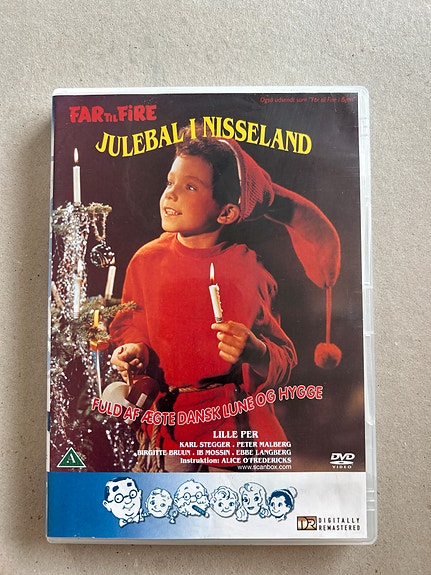 Også udsendt som "Far til Fire i Byen"
FAR TIL FIRE
JULEBAL I NISSELAND
FULD AF ÆGTE DANSK LUNE OG HYGGE
LILLE PER
KARL STEGGER . PETER MALBERG
BIRGITTE BRUUN . IB MOSSIN . EBBE LANGBERG
Instruktion: ALICE O'FREDERICKS
www.scanbox.com
A
DVD
VIDEO
DR DIGITALLY
REMASTERED